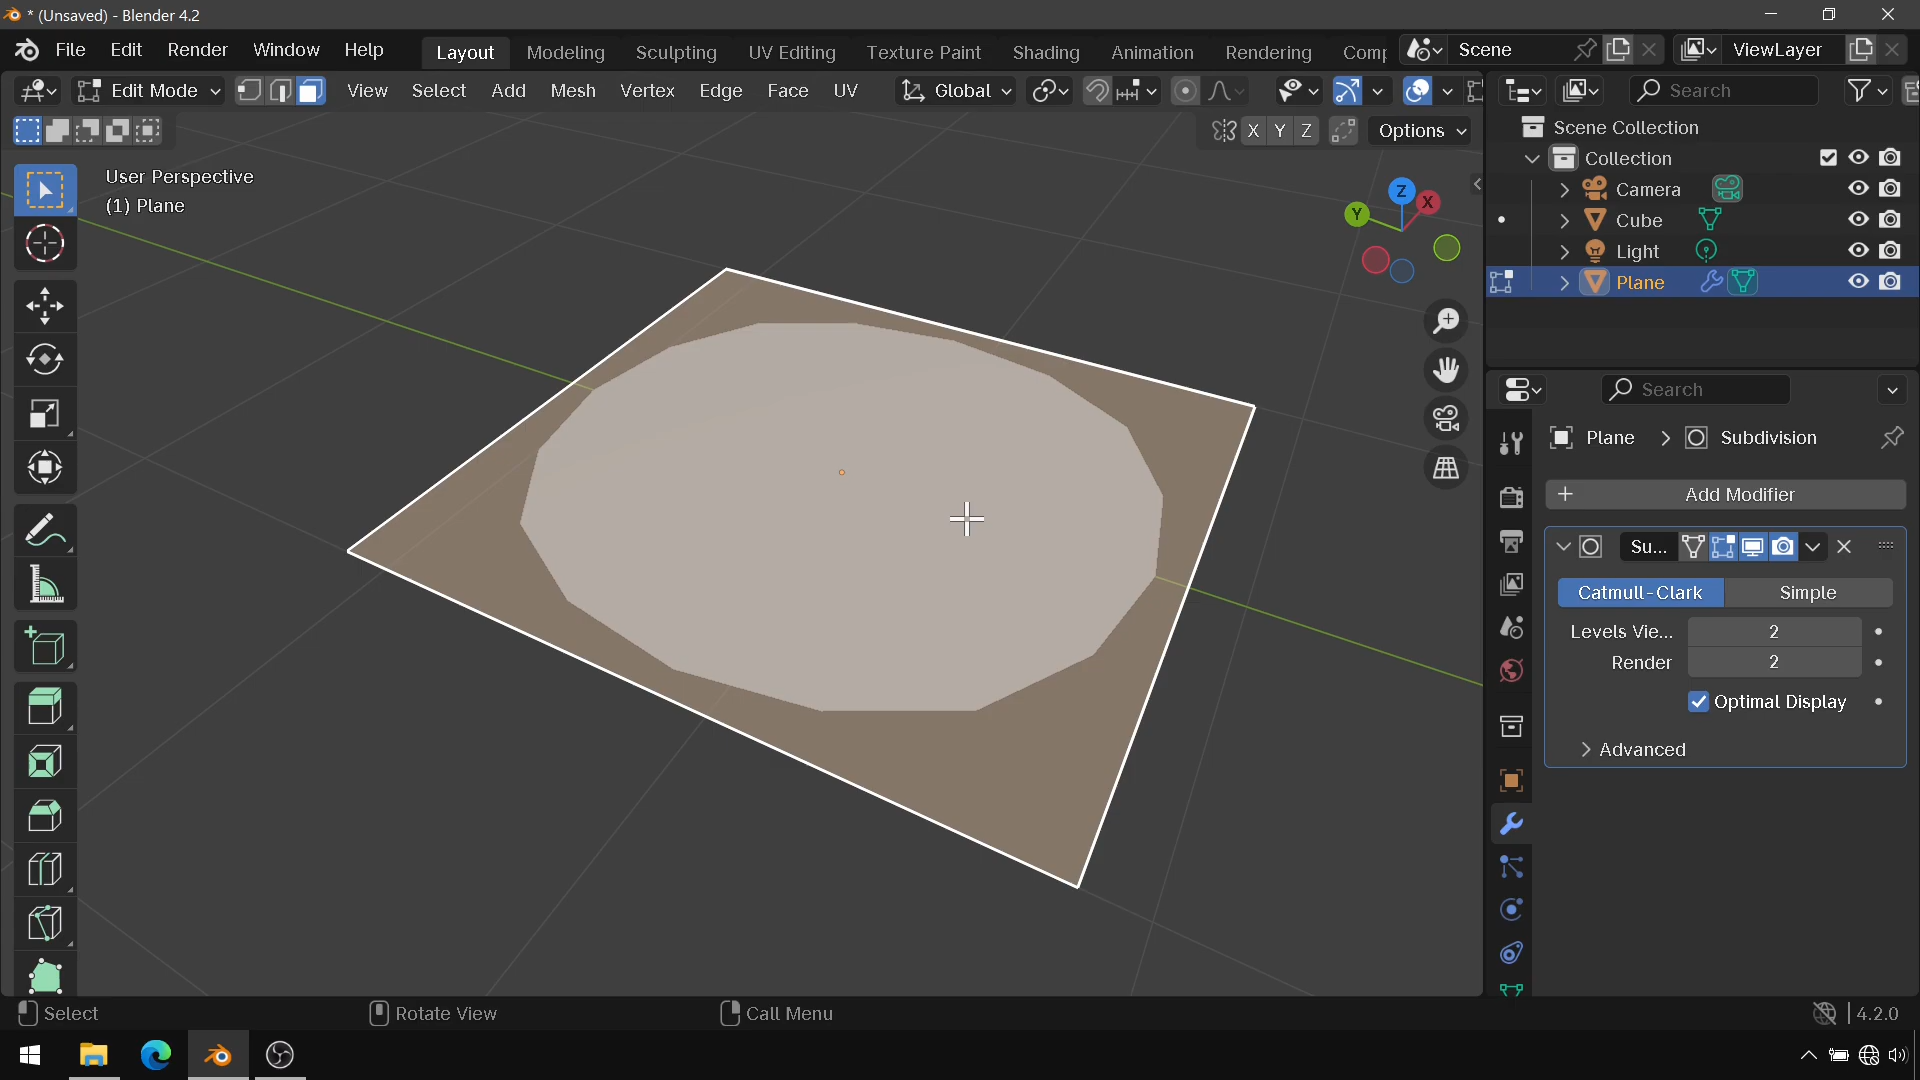 * (Unsaved) - Blender 4.2
File Edit Render Window Help Layout Modeling Sculpting UV Editing Texture Paint Shading Animation Rendering Comp Scene ViewLayer
Edit Mode View Select Add Mesh Vertex Edge Face UV Global Search
X Y Z Options
User Perspective
(1) Plane
Z
X
Y
Scene Collection
Collection
Camera
Cube
Light
Plane
Search
Plane Subdivision
Add Modifier
Su...
Catmull-Clark Simple
Levels Vie... 2
Render 2
Optimal Display
Advanced
Select Rotate View Call Menu 4.2.0